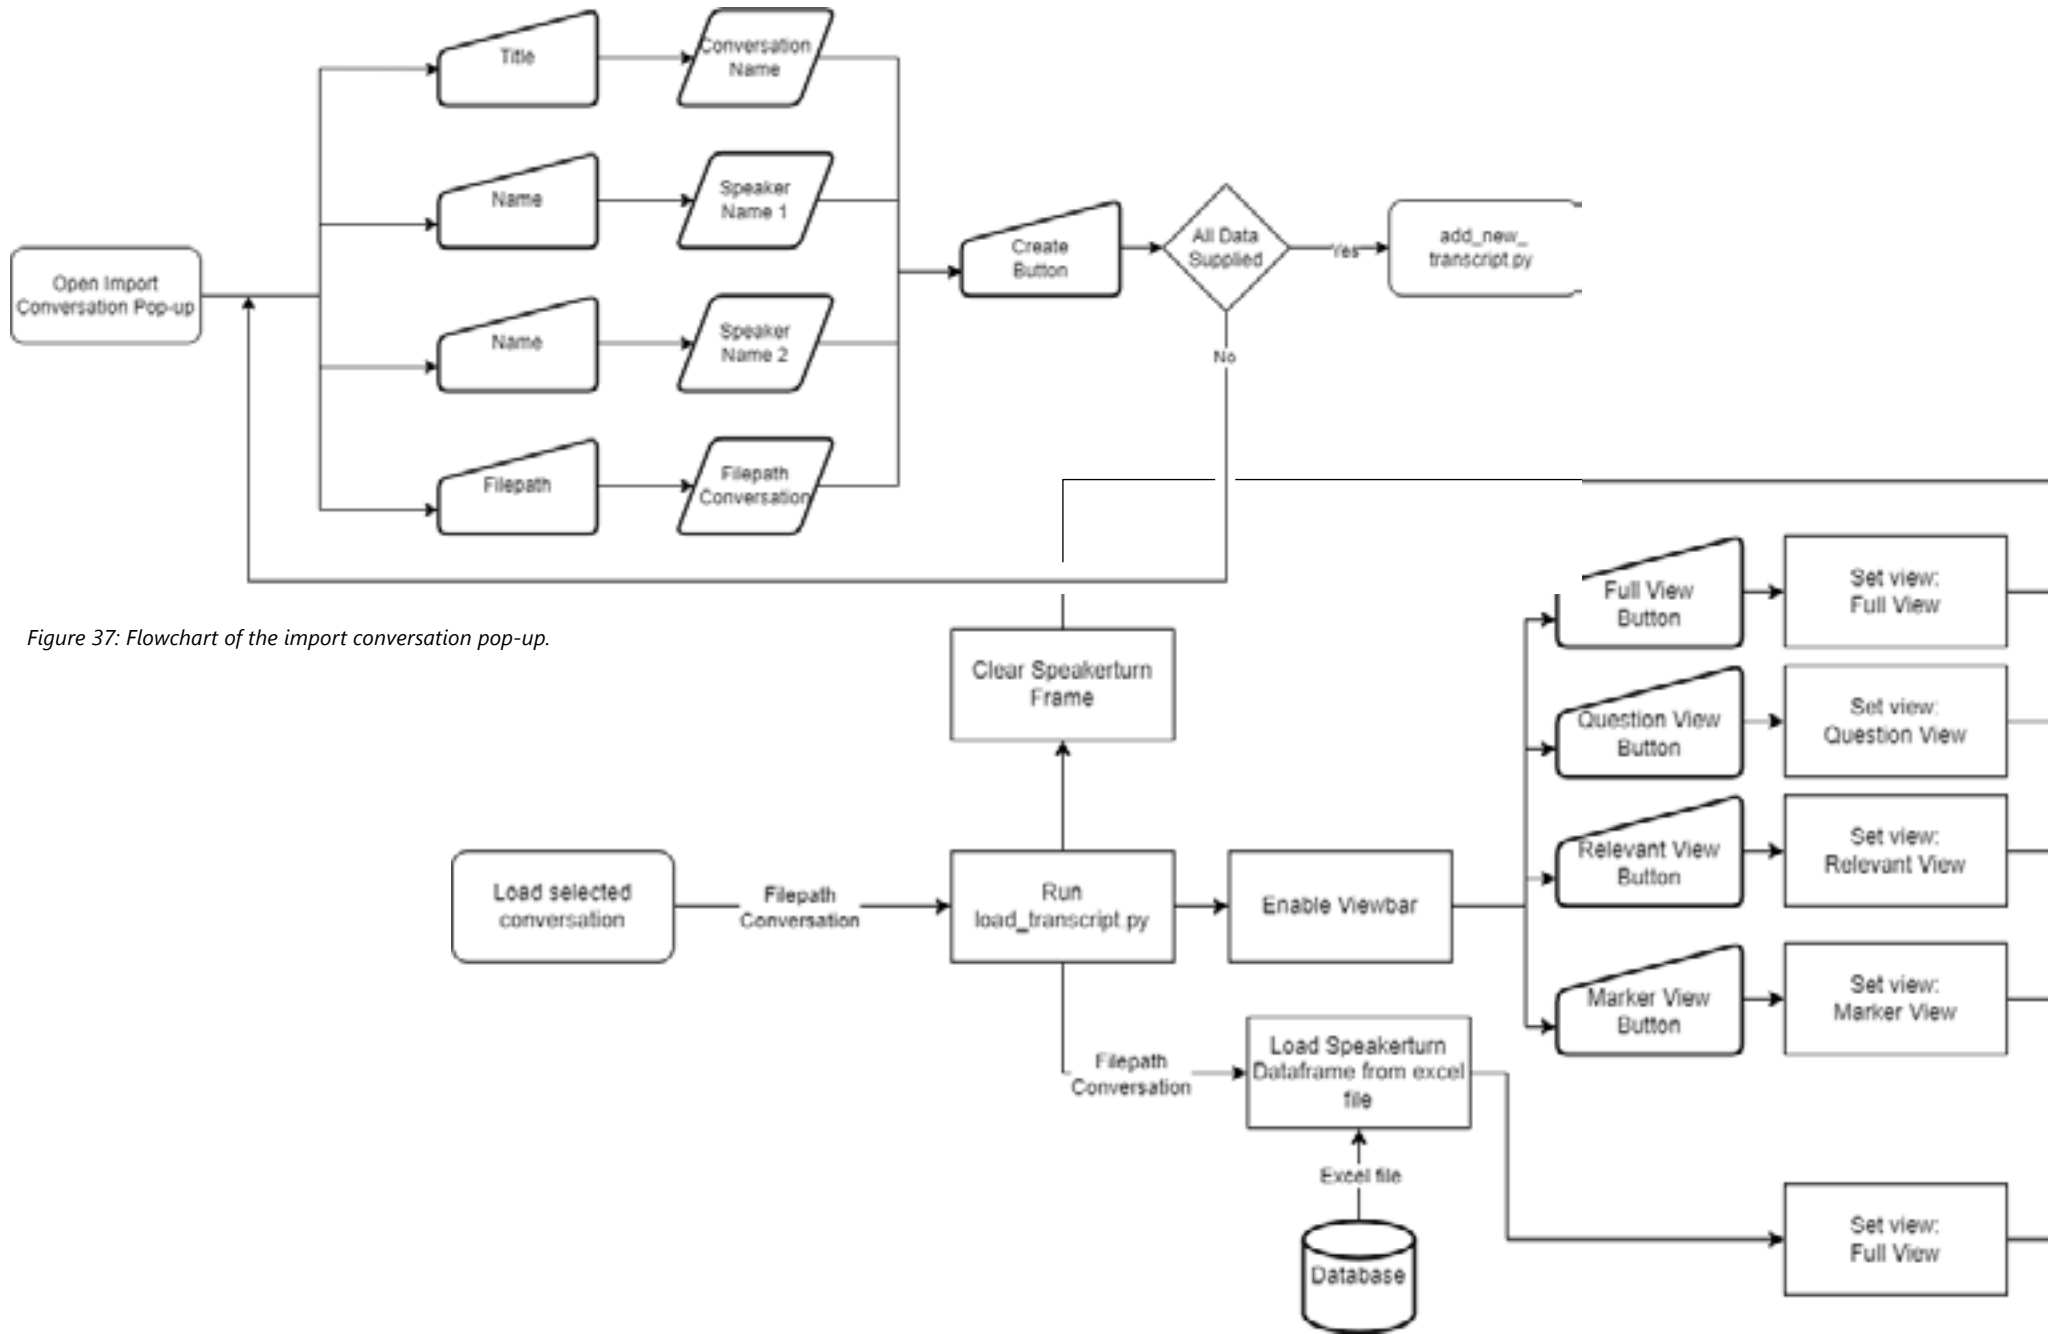 Title
Conversation
Name
Name
Speaker
Name 1
Open Import
Conversation Pop-up
Name
Speaker
Name 2
Filepath
Filepath
Conversation
Create
Button
All Data
Supplied
Yes
No
add_new_
transcript.py
Figure 37: Flowchart of the import conversation pop-up.
Clear Speakerturn
Frame
Load selected
conversation
Filepath
Conversation
Run
load_transcript.py
Enable Viewbar
Full View
Button
Set view:
Full View
Question View
Button
Set view:
Question View
Relevant View
Button
Set view:
Relevant View
Marker View
Button
Set view:
Marker View
Filepath
Conversation
Load Speakerturn
Dataframe from excel
file
Excel file
Database
Set view:
Full View